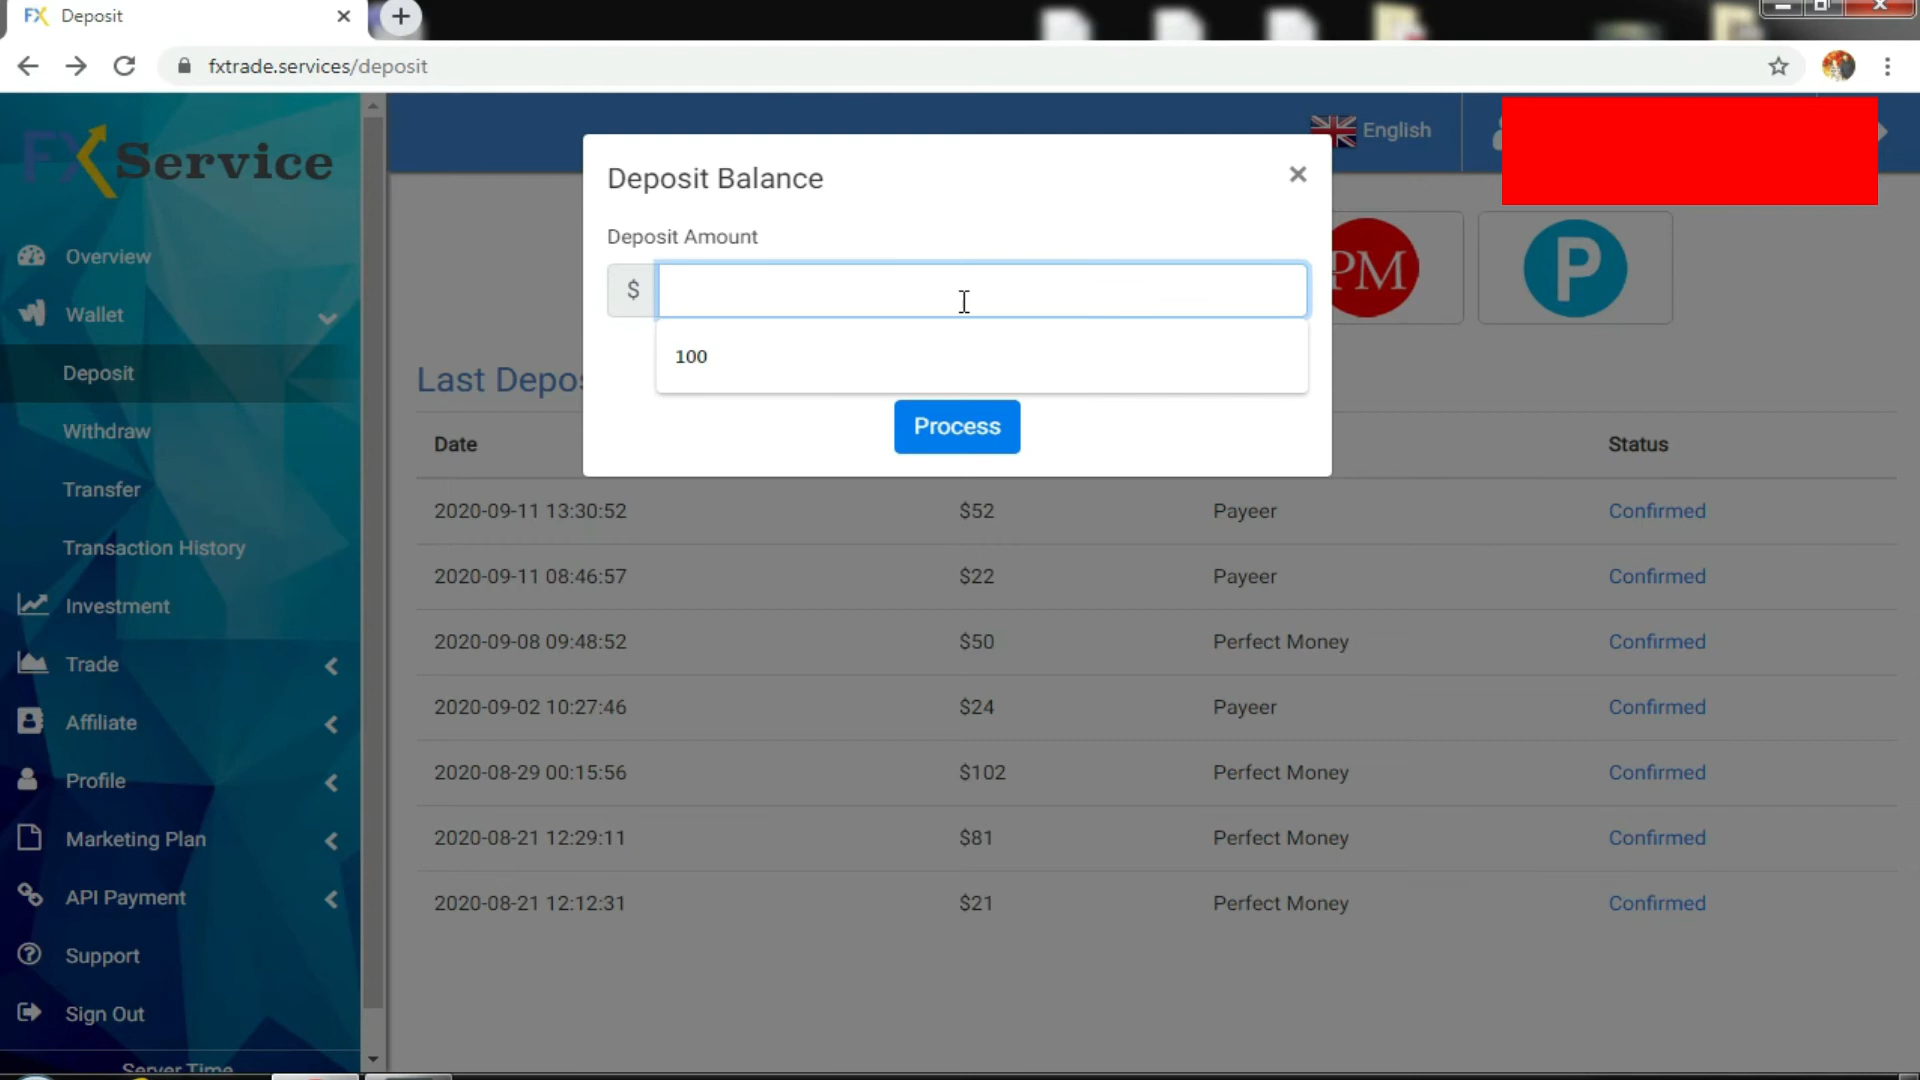 Deposit
fxtrade.services/deposit
FX Service
English
Deposit Balance
Deposit Amount
$
100
Process
PM
P
Overview
Wallet
Deposit
Withdraw
Transfer
Transaction History
Investment
Trade
Affiliate
Profile
Marketing Plan
API Payment
Support
Sign Out
Server Time
Last Depos
Date Status
2020-09-11 13:30:52 $52 Payeer Confirmed
2020-09-11 08:46:57 $22 Payeer Confirmed
2020-09-08 09:48:52 $50 Perfect Money Confirmed
2020-09-02 10:27:46 $24 Payeer Confirmed
2020-08-29 00:15:56 $102 Perfect Money Confirmed
2020-08-21 12:29:11 $81 Perfect Money Confirmed
2020-08-21 12:12:31 $21 Perfect Money Confirmed